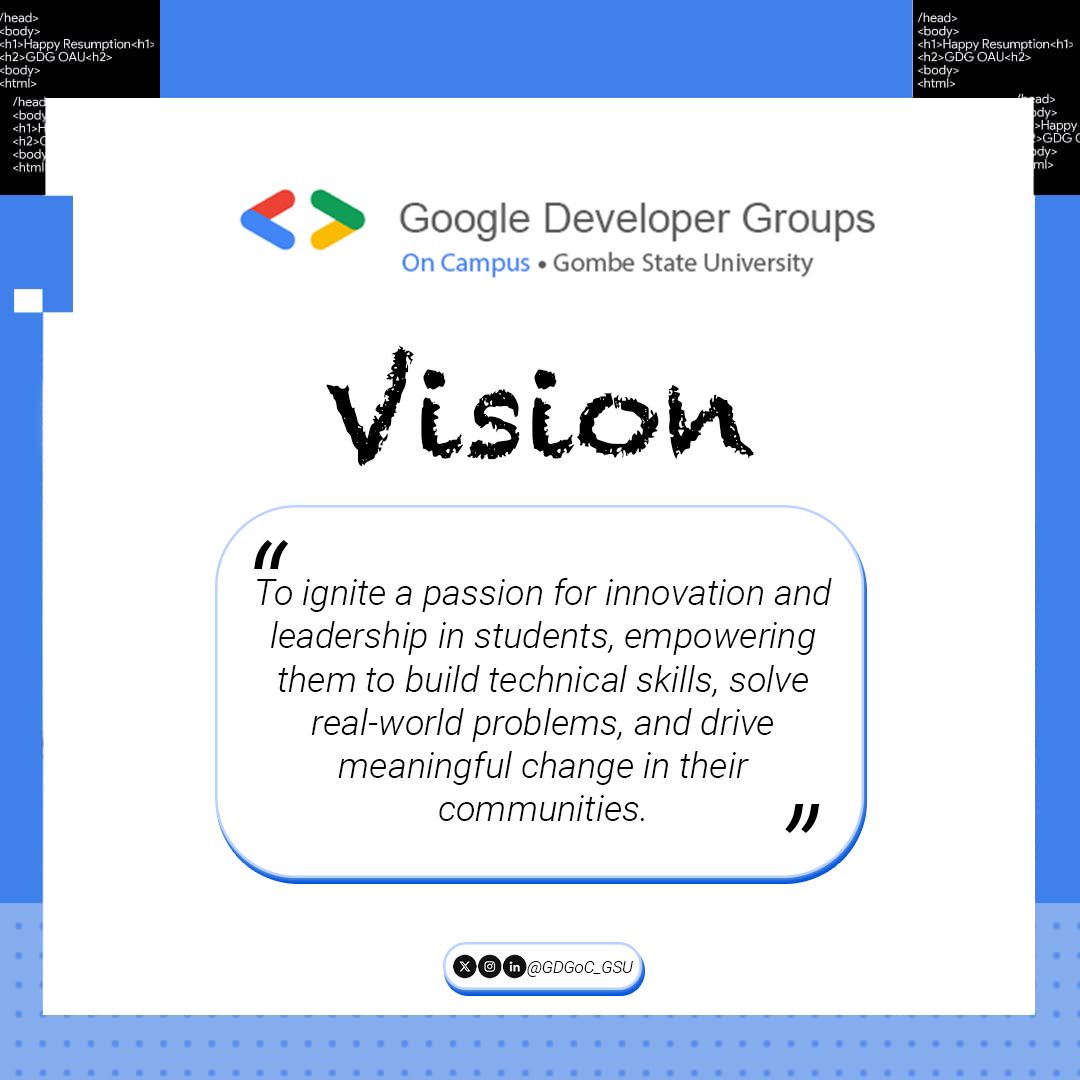 /head>
<body>
<h1>Happy Resumption<h1>
<h2>GDG OAU<h2>
<body>
<html>
/head
<body
<h1>H
<h2>
<body
<html
/head>
<body>
<h1>Happy Resumption<h1>
<h2>GDG OAU<h2>
<body>
<html>
ad>
dy>
>Happy
>GDG
dy>
ml>
Google Developer Groups
On Campus • Gombe State University
Vision
“
To ignite a passion for innovation and
leadership in students, empowering
them to build technical skills, solve
real-world problems, and drive
meaningful change in their
communities.
”
@GDGoC_GSU